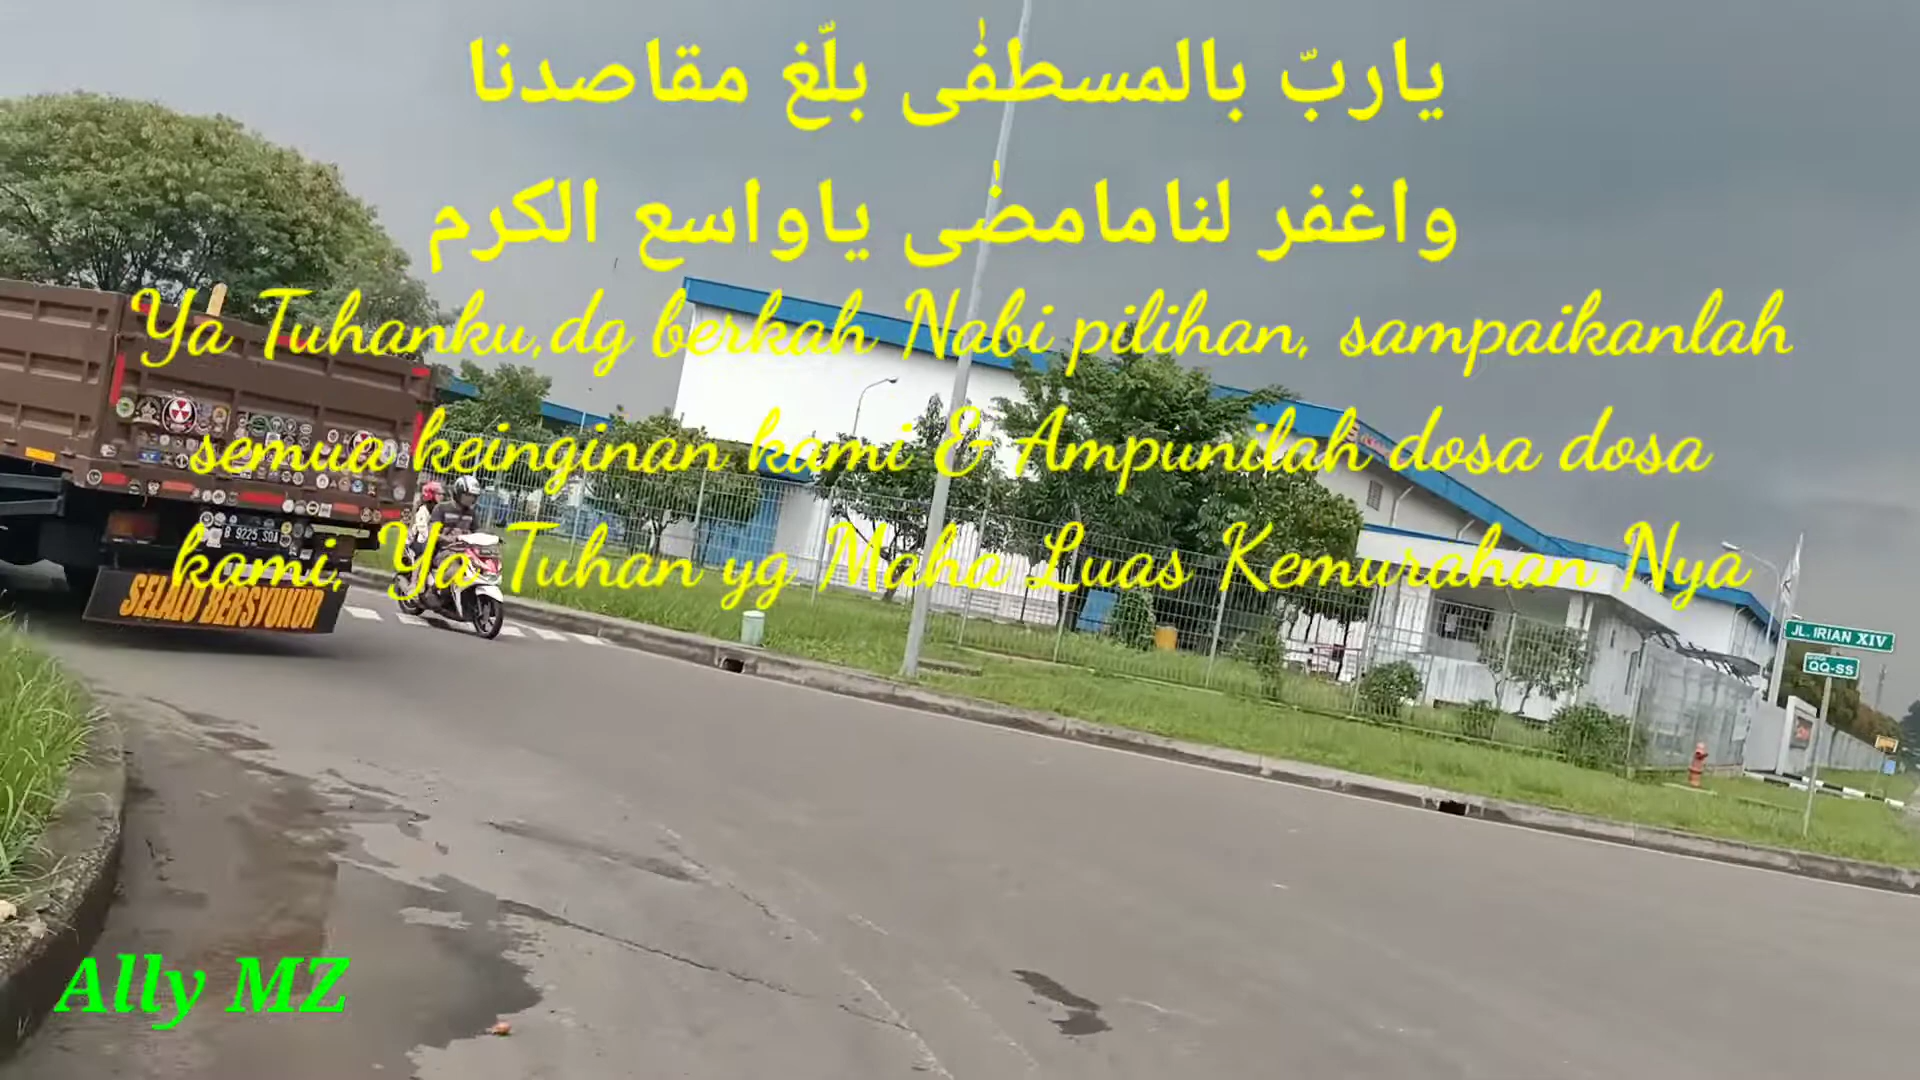 ياربّ بالمسطفٰى بلّغ مقاصدنا
واغفر لنامامضٰى ياواسع الكرم
Ya Tuhanku,dg berkah Nabi pilihan, sampaikanlah
semua keinginan kami & Ampunilah dosa dosa
kami, Ya Tuhan yg Maha Luas Kemurahan Nya
B 9225 SOA
SELALU BERSYUKUR
JL. IRIAN XIV
QQ-SS
Ally MZ